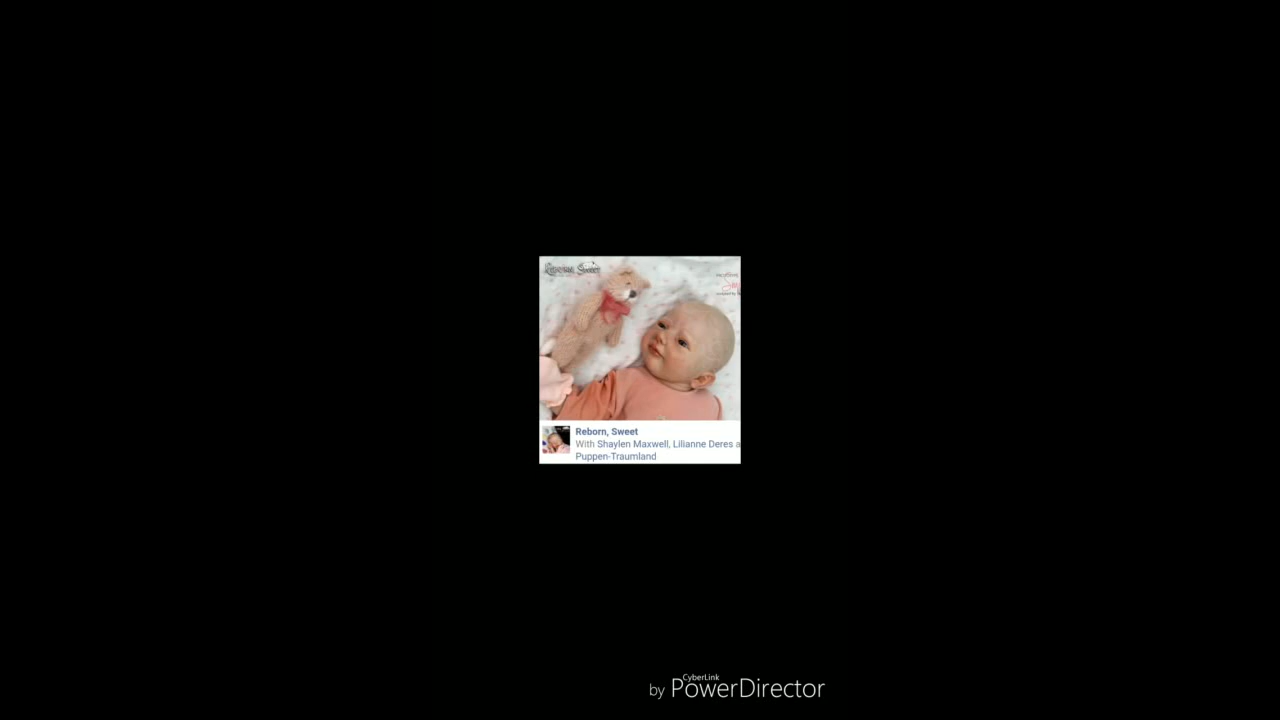 Reborn, Sweet
With Shaylen Maxwell, Lilianne Deres a
Puppen-Traumland
CyberLink
by PowerDirector